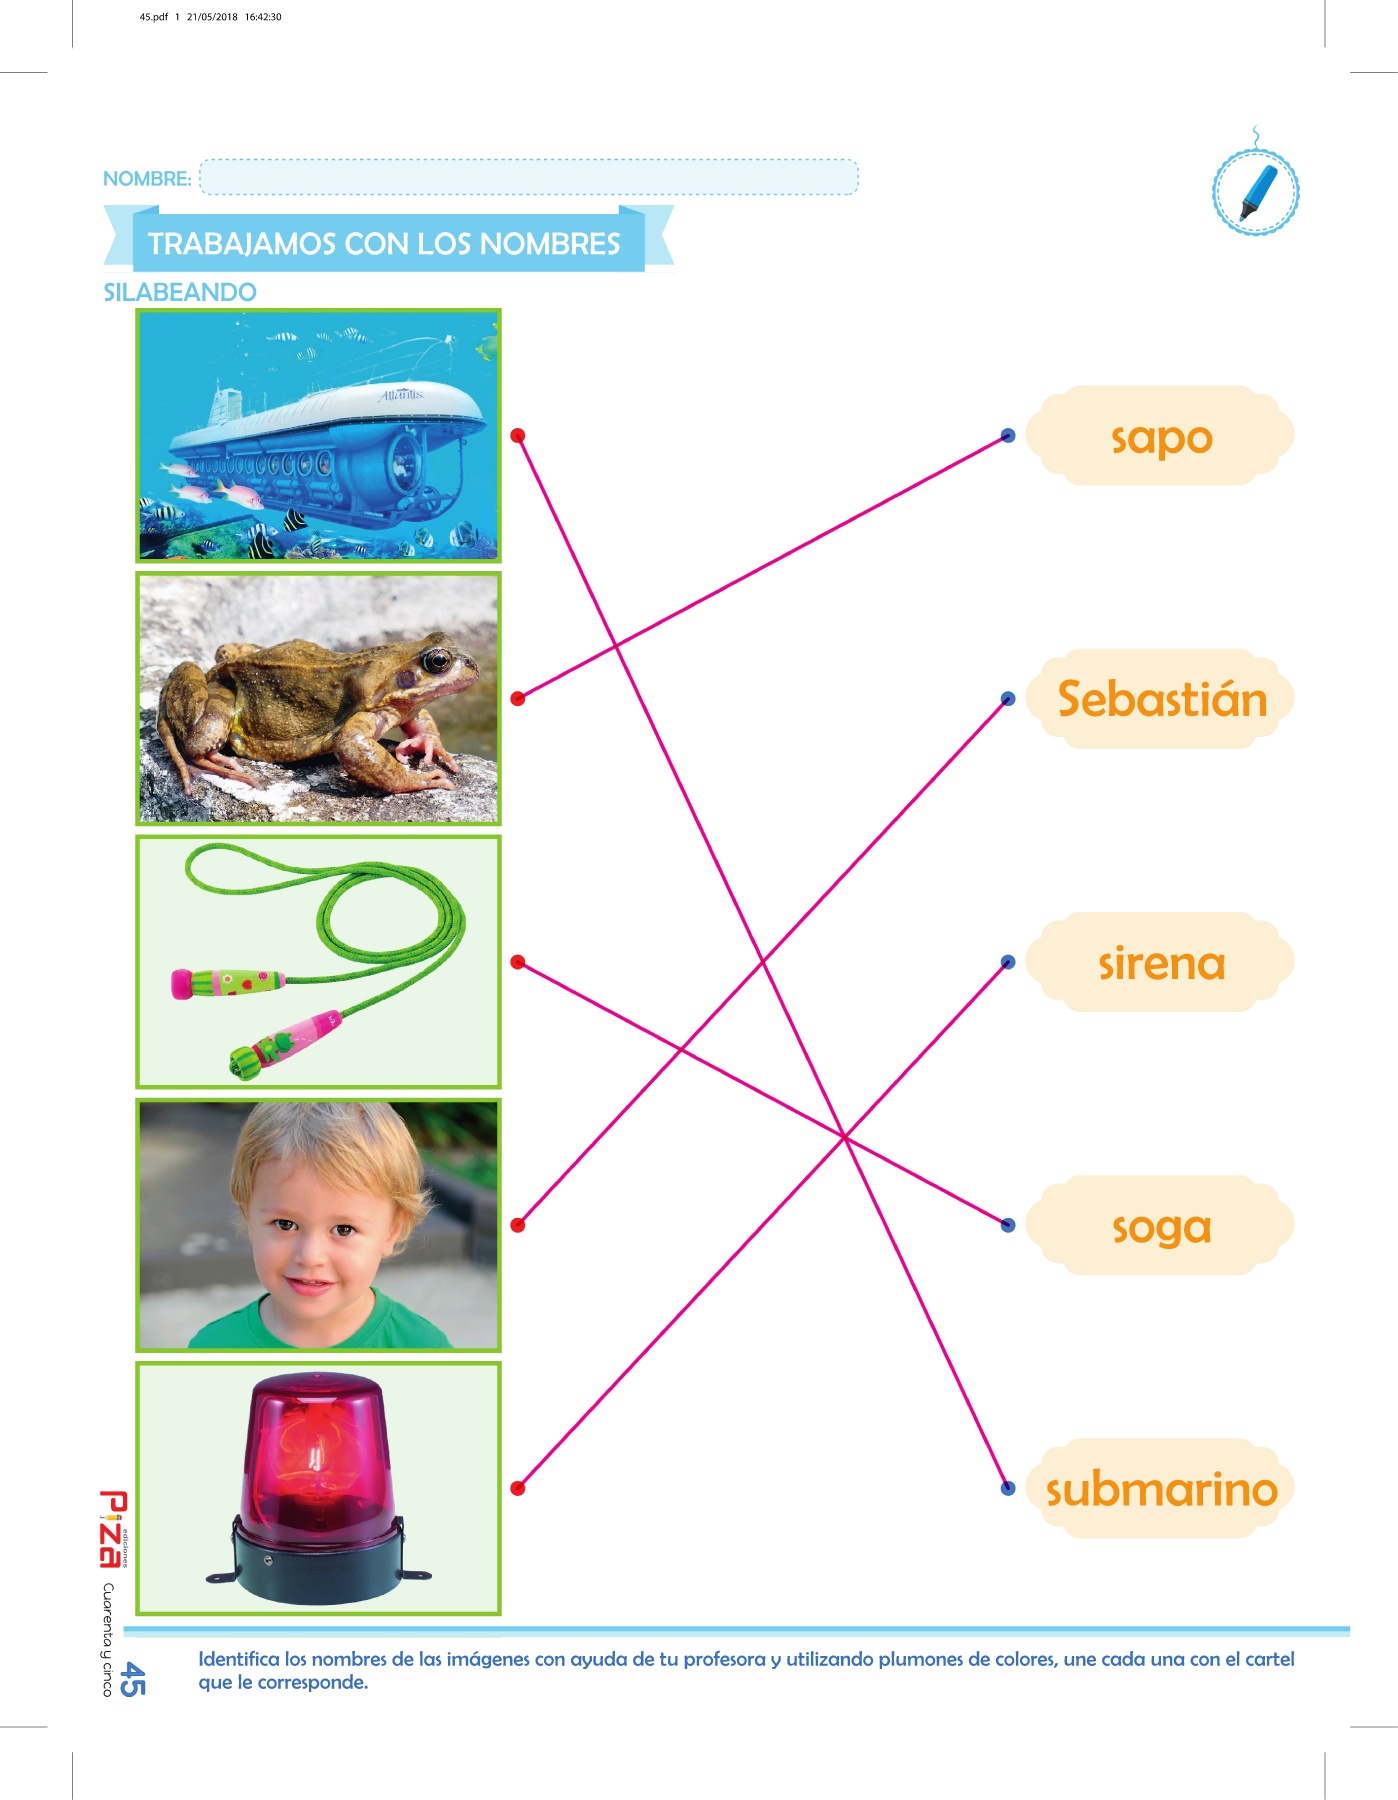 45.pdf 1 21/05/2018 16:42:30
NOMBRE:
TRABAJAMOS CON LOS NOMBRES
SILABEANDO
Atlantis
sapo
Sebastián
sirena
soga
submarino
Piza
ediciones
Cuarenta y cinco
45
Identifica los nombres de las imágenes con ayuda de tu profesora y utilizando plumones de colores, une cada una con el cartel
que le corresponde.